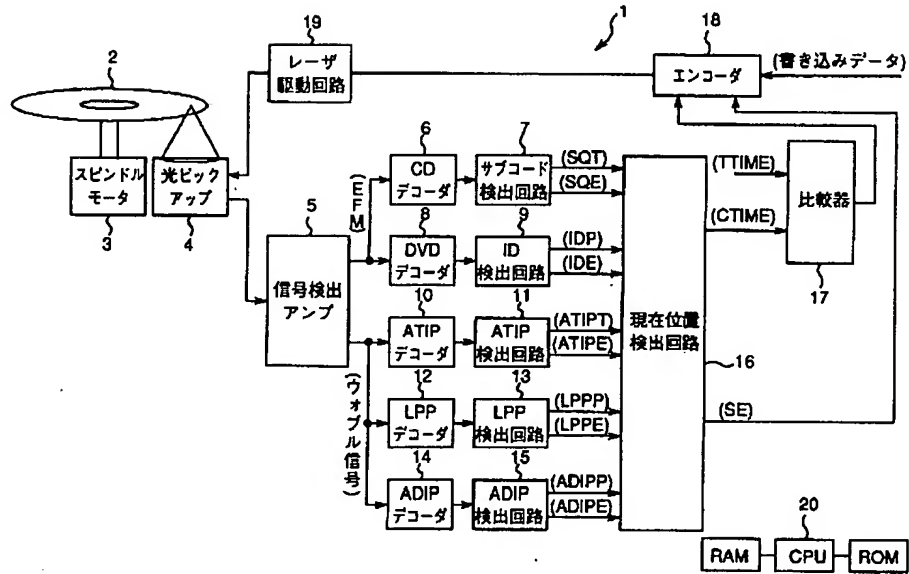 19
1
18
レーザ
駆動回路
エンコーダ
(書き込みデータ)
2
スピンドル
モータ
3
光ピック
アップ
4
5
信号検出
アンプ
(EFM)
(ウォブル信号)
6
CD
デコーダ
7
サブコード
検出回路
(SQT)
(SQE)
8
DVD
デコーダ
9
ID
検出回路
(IDP)
(IDE)
10
ATIP
デコーダ
11
ATIP
検出回路
(ATIPT)
(ATIPE)
12
LPP
デコーダ
13
LPP
検出回路
(LPPP)
(LPPE)
14
ADIP
デコーダ
15
ADIP
検出回路
(ADIPP)
(ADIPE)
現在位置
検出回路
16
(TTIME)
(CTIME)
比較器
17
(SE)
20
RAM
CPU
ROM